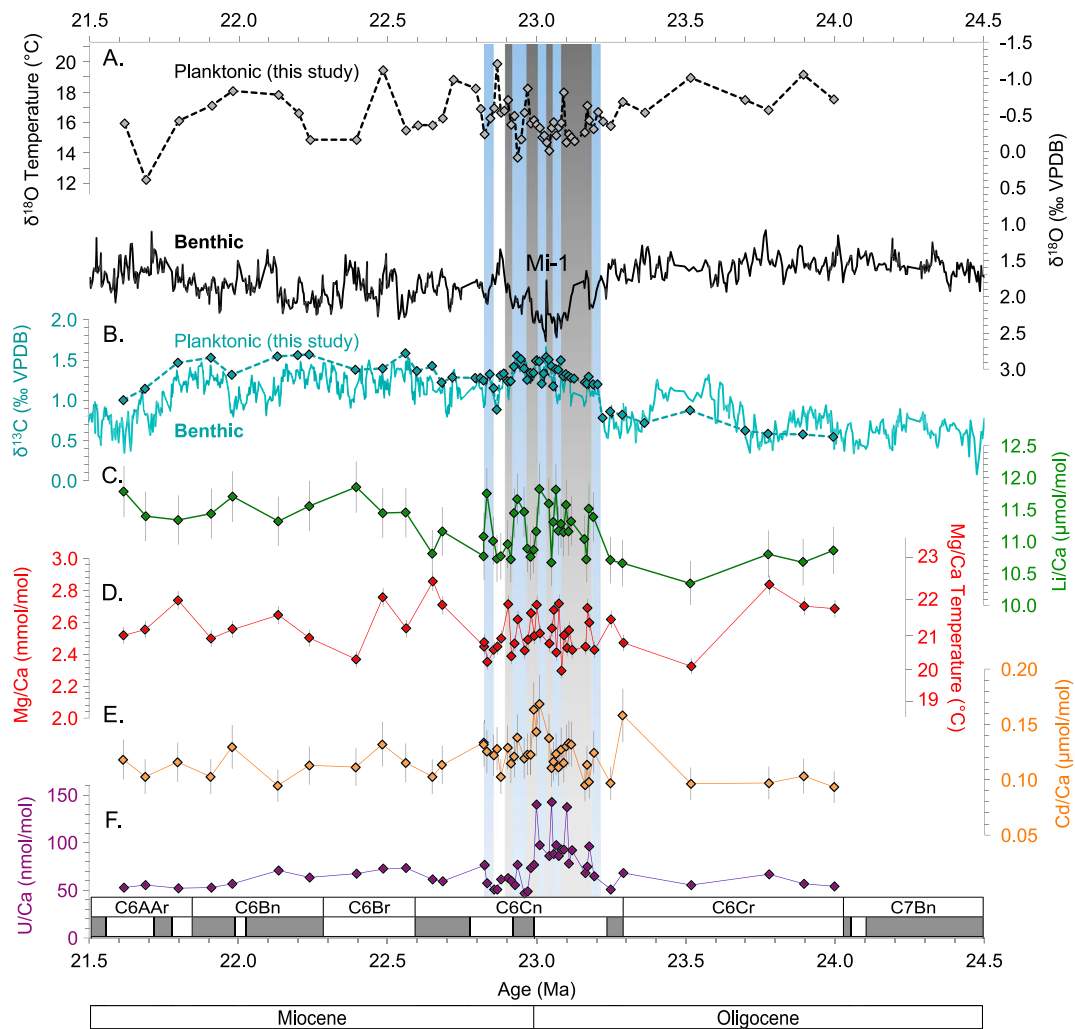 21.5 22.0 22.5 23.0 23.5 24.0 24.5
A.
δ¹⁸O Temperature (°C)
20
18
16
14
12
Planktonic (this study)
-1.5
-1.0
-0.5
0.0
0.5
1.0
1.5
2.0
2.5
3.0
δ¹⁸O (‰ VPDB)
Benthic
Mi-1
B.
δ¹³C (‰ VPDB)
2.0
1.5
1.0
0.5
0.0
Planktonic (this study)
Benthic
C.
12.5
12.0
11.5
11.0
10.5
10.0
Li/Ca (µmol/mol)
D.
Mg/Ca (mmol/mol)
3.0
2.8
2.6
2.4
2.2
2.0
23
22
21
20
19
Mg/Ca Temperature (°C)
E.
0.20
0.15
0.10
0.05
Cd/Ca (µmol/mol)
F.
U/Ca (nmol/mol)
150
100
50
0
C6AAr C6Bn C6Br C6Cn C6Cr C7Bn
21.5 22.0 22.5 23.0 23.5 24.0 24.5
Age (Ma)
Miocene Oligocene